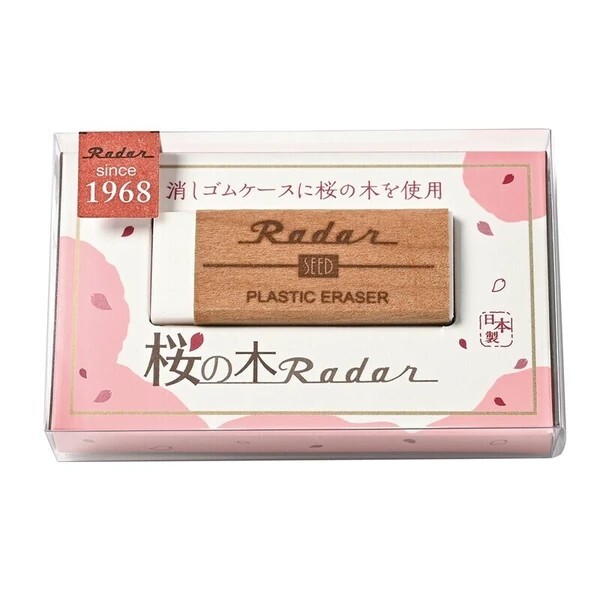 Radar
since
1968
消しゴムケースに桜の木を使用
Radar
SEED
PLASTIC ERASER
日本製
桜の木Radar